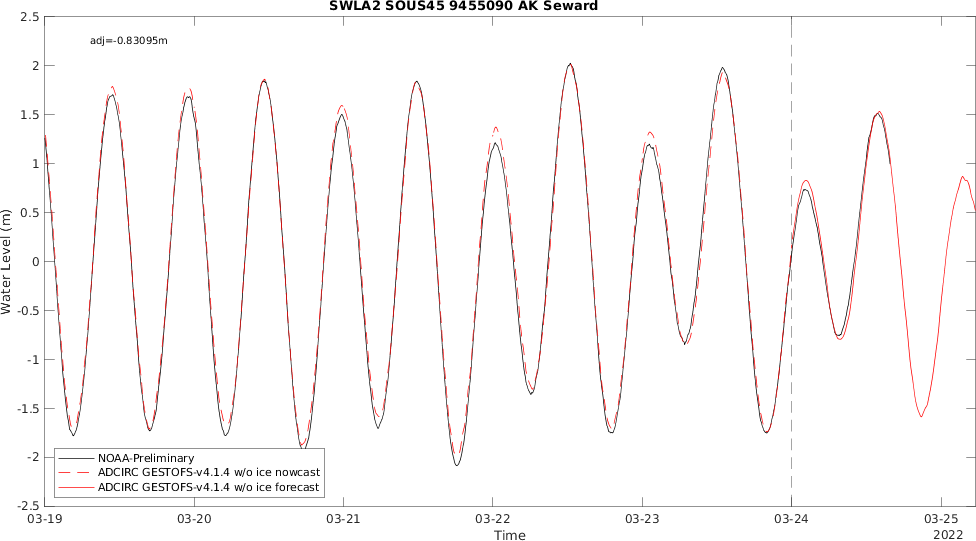 SWLA2 SOUS45 9455090 AK Seward
adj=-0.83095m
2.5
2
1.5
1
0.5
0
-0.5
-1
-1.5
-2
-2.5
Water Level (m)
NOAA-Preliminary
ADCIRC GESTOFS-v4.1.4 w/o ice nowcast
ADCIRC GESTOFS-v4.1.4 w/o ice forecast
03-19 03-20 03-21 03-22 03-23 03-24 03-25
Time 2022